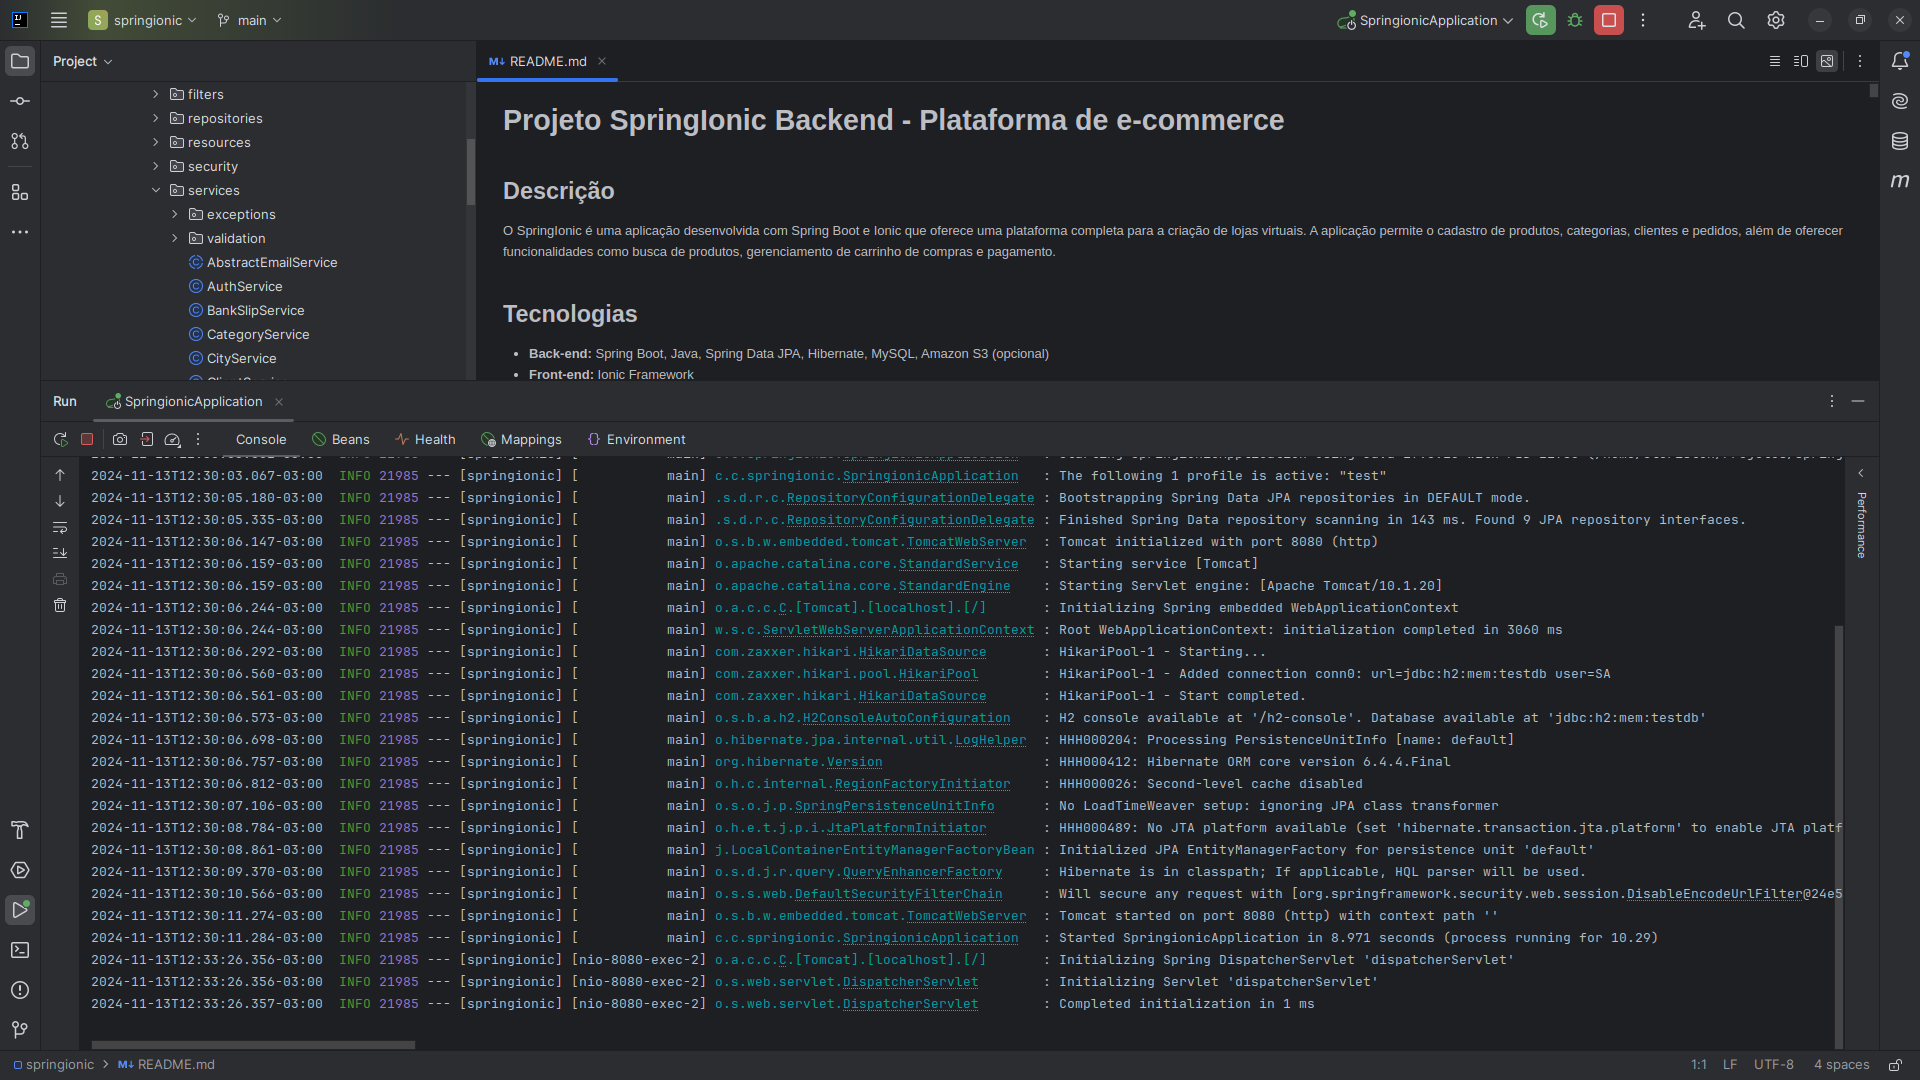 S springionic main SpringionicApplication
Project
README.md
filters
repositories
resources
security
services
exceptions
validation
AbstractEmailService
AuthService
BankSlipService
CategoryService
CityService
Projeto SpringIonic Backend - Plataforma de e-commerce
Descrição
O SpringIonic é uma aplicação desenvolvida com Spring Boot e Ionic que oferece uma plataforma completa para a criação de lojas virtuais. A aplicação permite o cadastro de produtos, categorias, clientes e pedidos, além de oferecer
funcionalidades como busca de produtos, gerenciamento de carrinho de compras e pagamento.
Tecnologias
• Back-end: Spring Boot, Java, Spring Data JPA, Hibernate, MySQL, Amazon S3 (opcional)
• Front-end: Ionic Framework
Run SpringionicApplication
Console Beans Health Mappings Environment
2024-11-13T12:30:03.067-03:00 INFO 21985 --- [springionic] [ main] c.c.springionic.SpringionicApplication : The following 1 profile is active: "test"
2024-11-13T12:30:05.180-03:00 INFO 21985 --- [springionic] [ main] .s.d.r.c.RepositoryConfigurationDelegate : Bootstrapping Spring Data JPA repositories in DEFAULT mode.
2024-11-13T12:30:05.335-03:00 INFO 21985 --- [springionic] [ main] .s.d.r.c.RepositoryConfigurationDelegate : Finished Spring Data repository scanning in 143 ms. Found 9 JPA repository interfaces.
2024-11-13T12:30:06.147-03:00 INFO 21985 --- [springionic] [ main] o.s.b.w.embedded.tomcat.TomcatWebServer : Tomcat initialized with port 8080 (http)
2024-11-13T12:30:06.159-03:00 INFO 21985 --- [springionic] [ main] o.apache.catalina.core.StandardService : Starting service [Tomcat]
2024-11-13T12:30:06.159-03:00 INFO 21985 --- [springionic] [ main] o.apache.catalina.core.StandardEngine : Starting Servlet engine: [Apache Tomcat/10.1.20]
2024-11-13T12:30:06.244-03:00 INFO 21985 --- [springionic] [ main] o.a.c.c.C.[Tomcat].[localhost].[/] : Initializing Spring embedded WebApplicationContext
2024-11-13T12:30:06.244-03:00 INFO 21985 --- [springionic] [ main] w.s.c.ServletWebServerApplicationContext : Root WebApplicationContext: initialization completed in 3060 ms
2024-11-13T12:30:06.292-03:00 INFO 21985 --- [springionic] [ main] com.zaxxer.hikari.HikariDataSource : HikariPool-1 - Starting...
2024-11-13T12:30:06.560-03:00 INFO 21985 --- [springionic] [ main] com.zaxxer.hikari.pool.HikariPool : HikariPool-1 - Added connection conn0: url=jdbc:h2:mem:testdb user=SA
2024-11-13T12:30:06.561-03:00 INFO 21985 --- [springionic] [ main] com.zaxxer.hikari.HikariDataSource : HikariPool-1 - Start completed.
2024-11-13T12:30:06.573-03:00 INFO 21985 --- [springionic] [ main] o.s.b.a.h2.H2ConsoleAutoConfiguration : H2 console available at '/h2-console'. Database available at 'jdbc:h2:mem:testdb'
2024-11-13T12:30:06.698-03:00 INFO 21985 --- [springionic] [ main] o.hibernate.jpa.internal.util.LogHelper : HHH000204: Processing PersistenceUnitInfo [name: default]
2024-11-13T12:30:06.757-03:00 INFO 21985 --- [springionic] [ main] org.hibernate.Version : HHH000412: Hibernate ORM core version 6.4.4.Final
2024-11-13T12:30:06.812-03:00 INFO 21985 --- [springionic] [ main] o.h.c.internal.RegionFactoryInitiator : HHH000026: Second-level cache disabled
2024-11-13T12:30:07.106-03:00 INFO 21985 --- [springionic] [ main] o.s.o.j.p.SpringPersistenceUnitInfo : No LoadTimeWeaver setup: ignoring JPA class transformer
2024-11-13T12:30:08.784-03:00 INFO 21985 --- [springionic] [ main] o.h.e.t.j.p.i.JtaPlatformInitiator : HHH000489: No JTA platform available (set 'hibernate.transaction.jta.platform' to enable JTA platf
2024-11-13T12:30:08.861-03:00 INFO 21985 --- [springionic] [ main] j.LocalContainerEntityManagerFactoryBean : Initialized JPA EntityManagerFactory for persistence unit 'default'
2024-11-13T12:30:09.370-03:00 INFO 21985 --- [springionic] [ main] o.s.d.j.r.query.QueryEnhancerFactory : Hibernate is in classpath; If applicable, HQL parser will be used.
2024-11-13T12:30:10.566-03:00 INFO 21985 --- [springionic] [ main] o.s.s.web.DefaultSecurityFilterChain : Will secure any request with [org.springframework.security.web.session.DisableEncodeUrlFilter@24e5
2024-11-13T12:30:11.274-03:00 INFO 21985 --- [springionic] [ main] o.s.b.w.embedded.tomcat.TomcatWebServer : Tomcat started on port 8080 (http) with context path ''
2024-11-13T12:30:11.284-03:00 INFO 21985 --- [springionic] [ main] c.c.springionic.SpringionicApplication : Started SpringionicApplication in 8.971 seconds (process running for 10.29)
2024-11-13T12:33:26.356-03:00 INFO 21985 --- [springionic] [nio-8080-exec-2] o.a.c.c.C.[Tomcat].[localhost].[/] : Initializing Spring DispatcherServlet 'dispatcherServlet'
2024-11-13T12:33:26.356-03:00 INFO 21985 --- [springionic] [nio-8080-exec-2] o.s.web.servlet.DispatcherServlet : Initializing Servlet 'dispatcherServlet'
2024-11-13T12:33:26.357-03:00 INFO 21985 --- [springionic] [nio-8080-exec-2] o.s.web.servlet.DispatcherServlet : Completed initialization in 1 ms
Performance
springionic > README.md 1:1 LF UTF-8 4 spaces